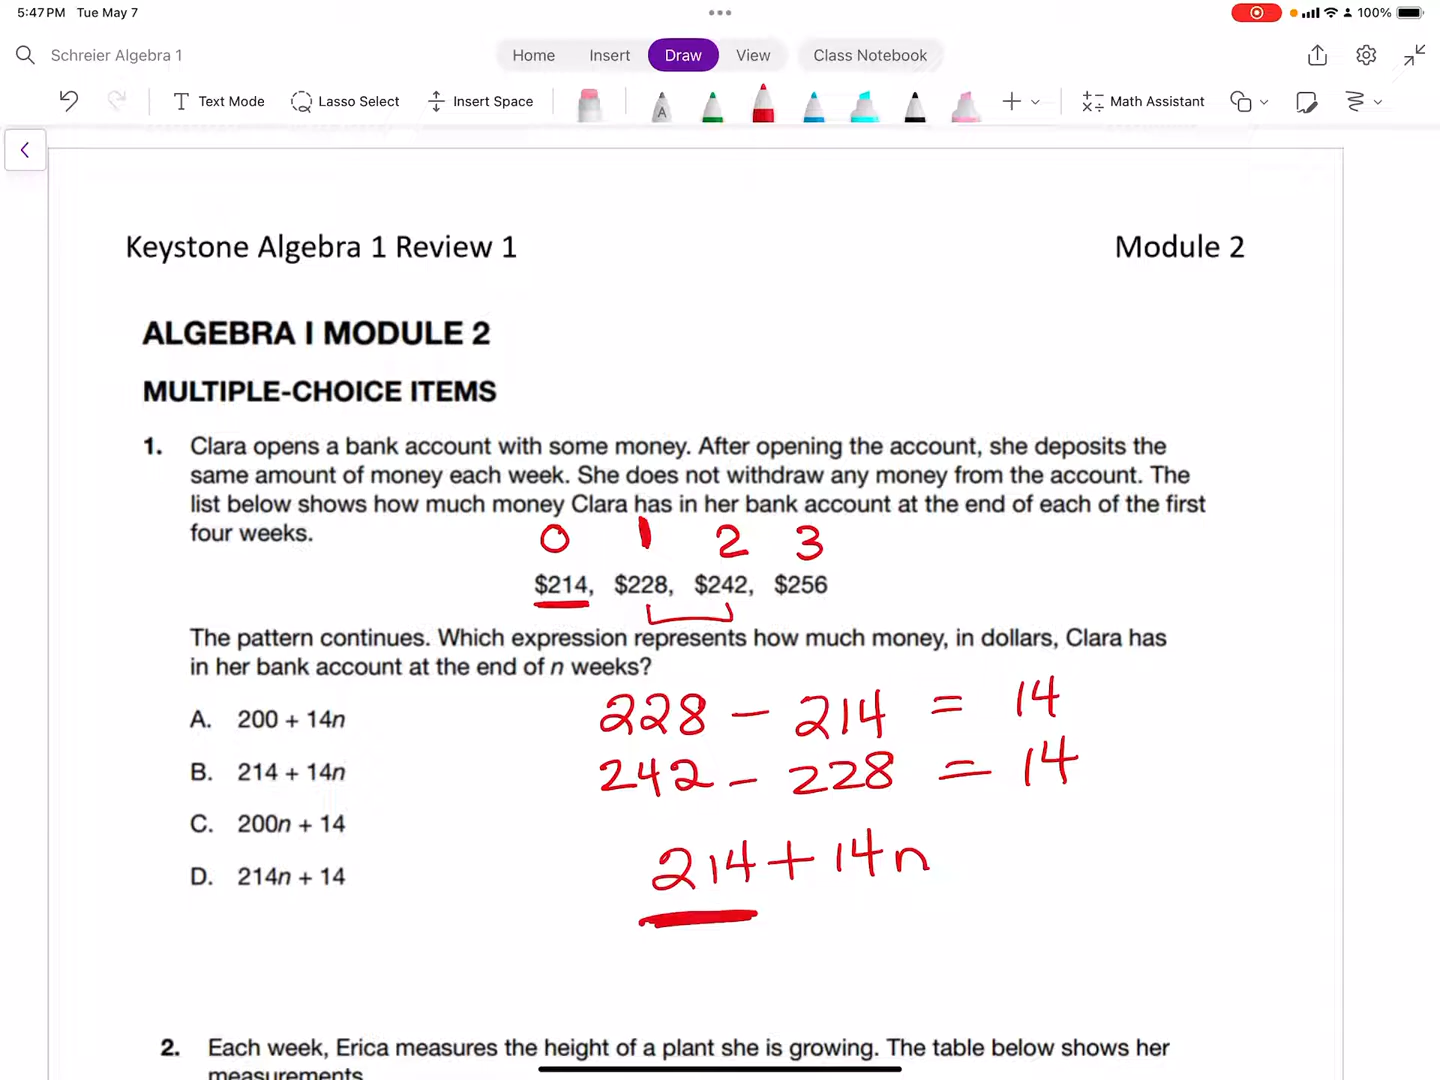 5:47 PM Tue May 7
100%
Schreier Algebra 1
Home Insert Draw View Class Notebook
Text Mode Lasso Select Insert Space A Math Assistant
Keystone Algebra 1 Review 1 Module 2
ALGEBRA I MODULE 2
MULTIPLE-CHOICE ITEMS
1. Clara opens a bank account with some money. After opening the account, she deposits the
same amount of money each week. She does not withdraw any money from the account. The
list below shows how much money Clara has in her bank account at the end of each of the first
four weeks.
0 1 2 3
$214, $228, $242, $256
The pattern continues. Which expression represents how much money, in dollars, Clara has
in her bank account at the end of n weeks?
A. 200 + 14n
228 - 214 = 14
B. 214 + 14n
242 - 228 = 14
C. 200n + 14
214 + 14n
D. 214n + 14
2. Each week, Erica measures the height of a plant she is growing. The table below shows her
measurements